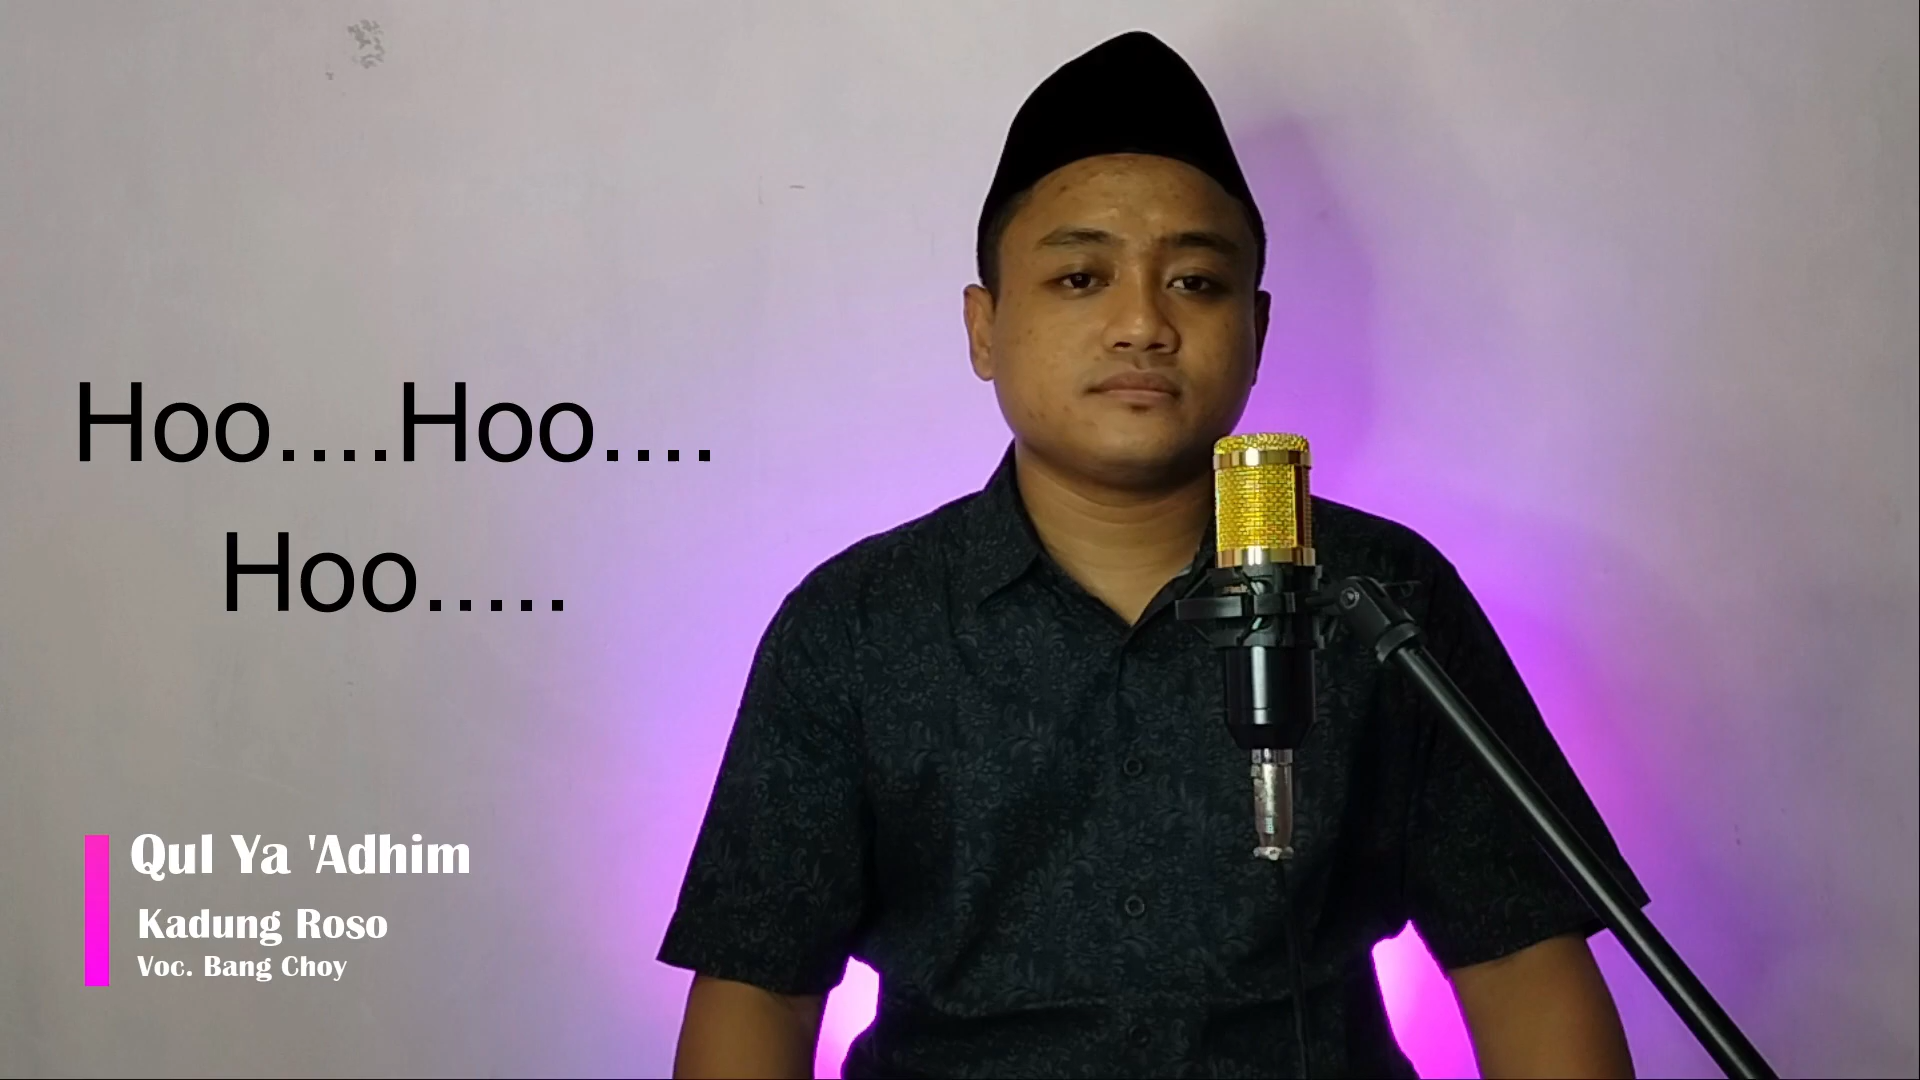 Hoo....Hoo....
Hoo.....
Qul Ya 'Adhim
Kadung Roso
Voc. Bang Choy